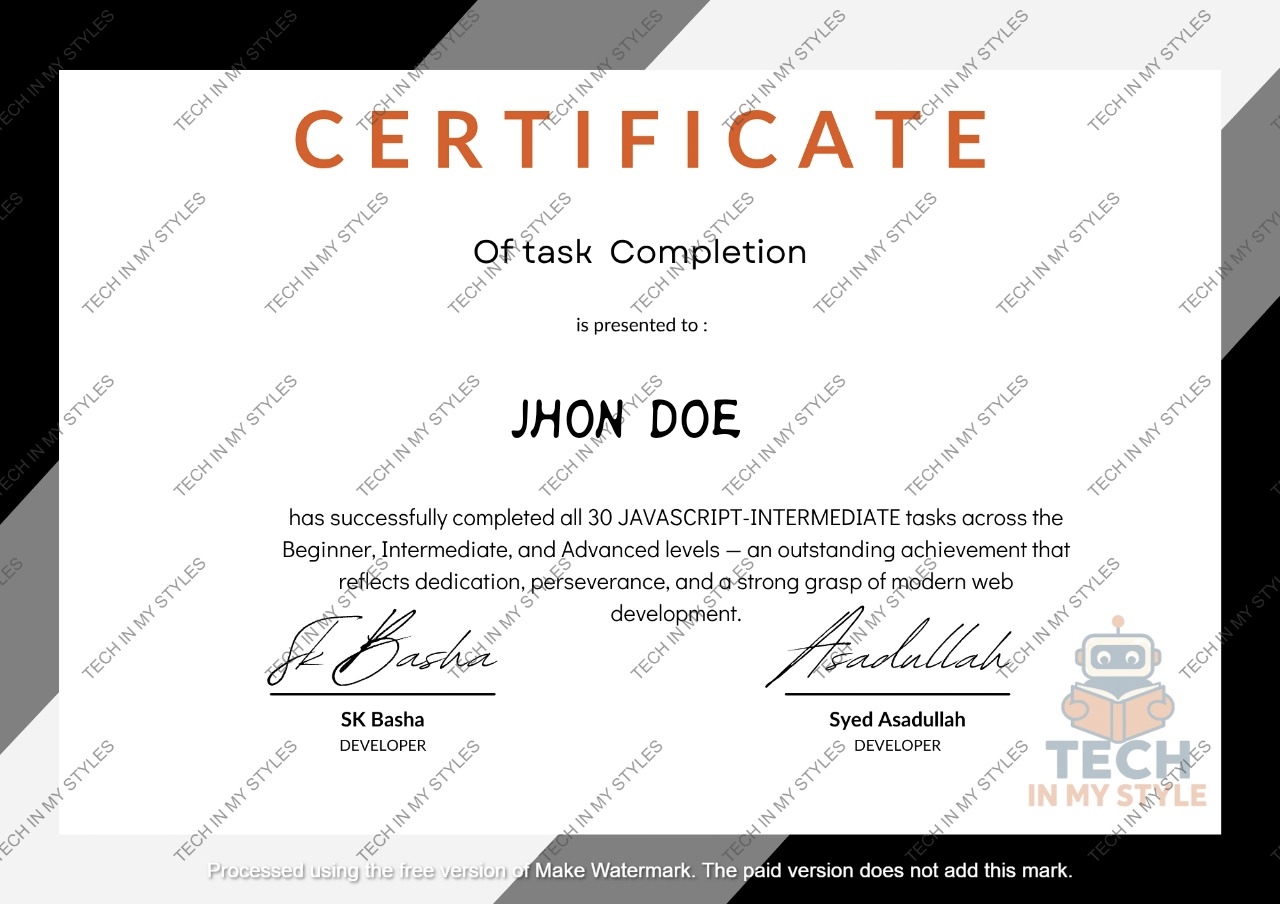 CERTIFICATE
Of task Completion
is presented to :
JHON DOE
has successfully completed all 30 JAVASCRIPT-INTERMEDIATE tasks across the
Beginner, Intermediate, and Advanced levels — an outstanding achievement that
reflects dedication, perseverance, and a strong grasp of modern web
development.
Sk Basha
Asadullah
SK Basha
Syed Asadullah
DEVELOPER
DEVELOPER
TECH
IN MY STYLE
TECH IN MY STYLES
Processed using the free version of Make Watermark. The paid version does not add this mark.